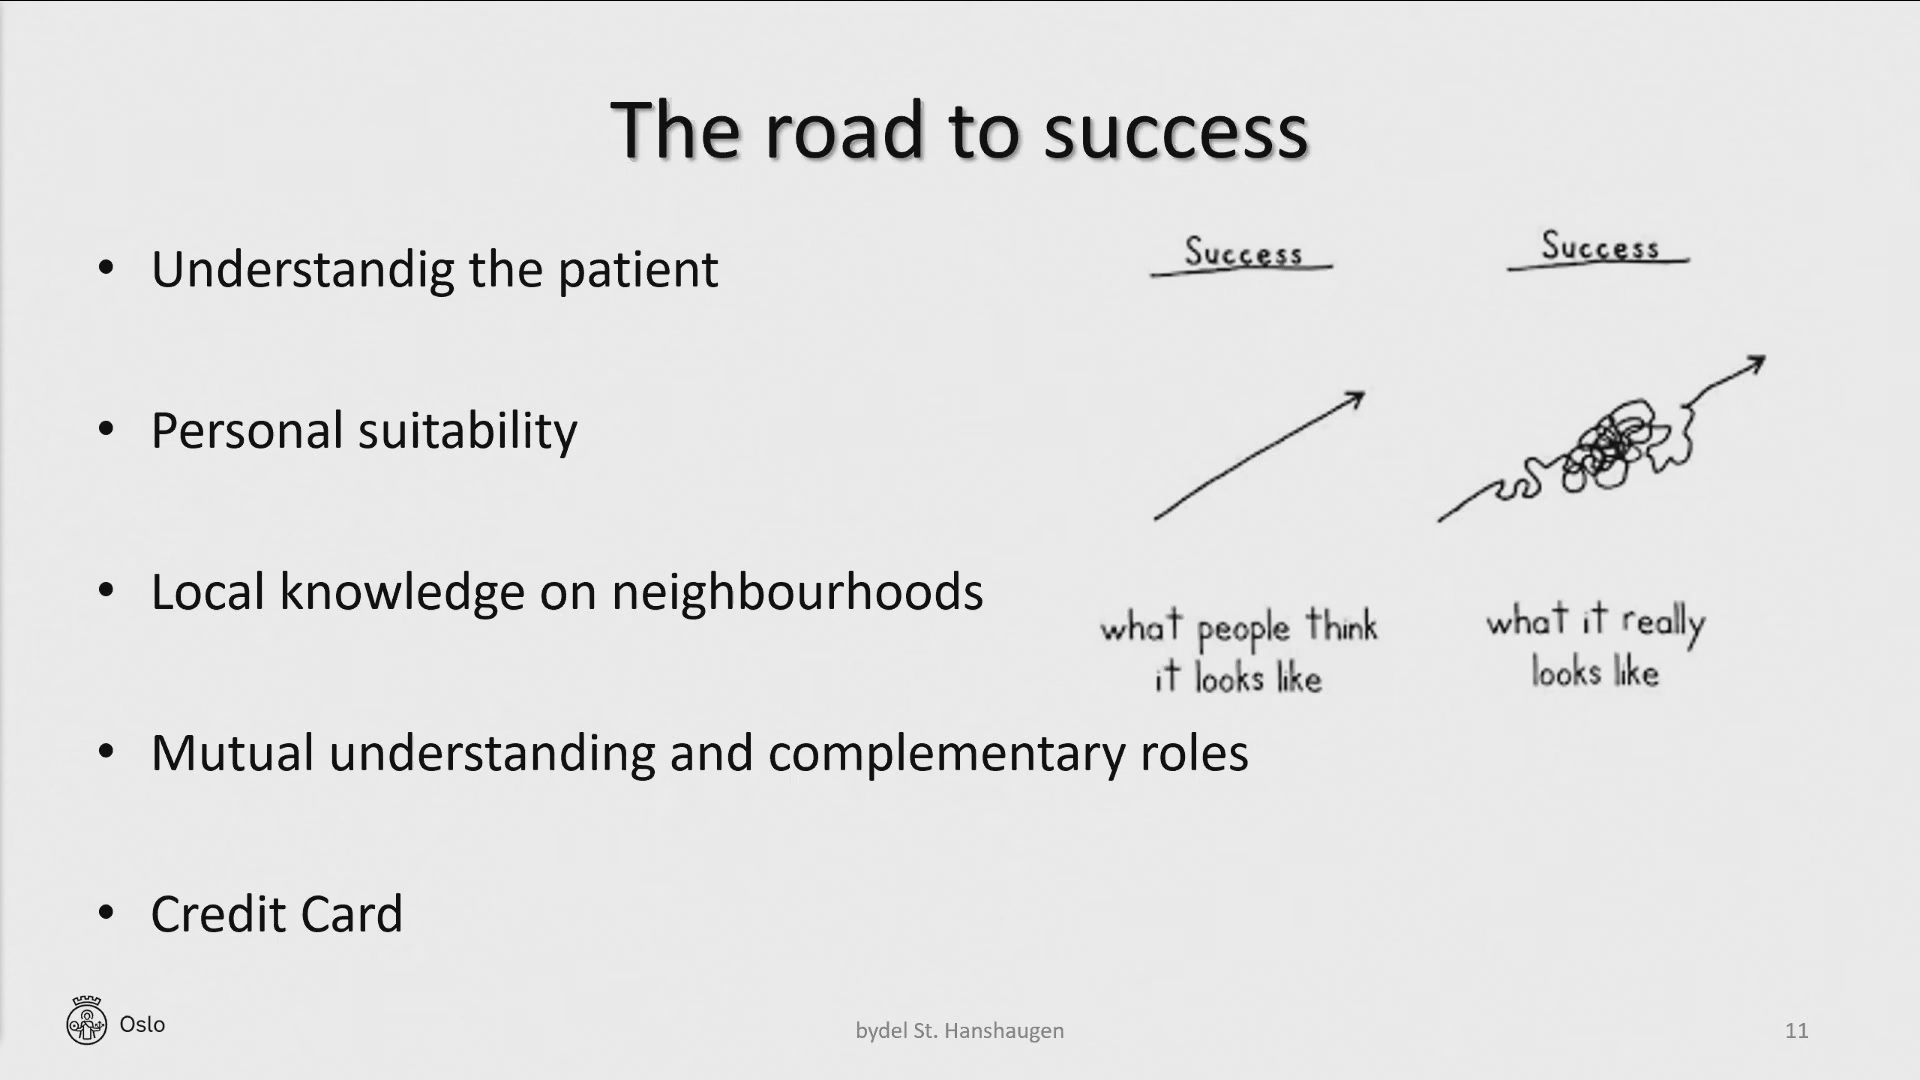 The road to success
• Understandig the patient
• Personal suitability
• Local knowledge on neighbourhoods
• Mutual understanding and complementary roles
• Credit Card
Success
what people think
it looks like
Success
what it really
looks like
Oslo
bydel St. Hanshaugen
11